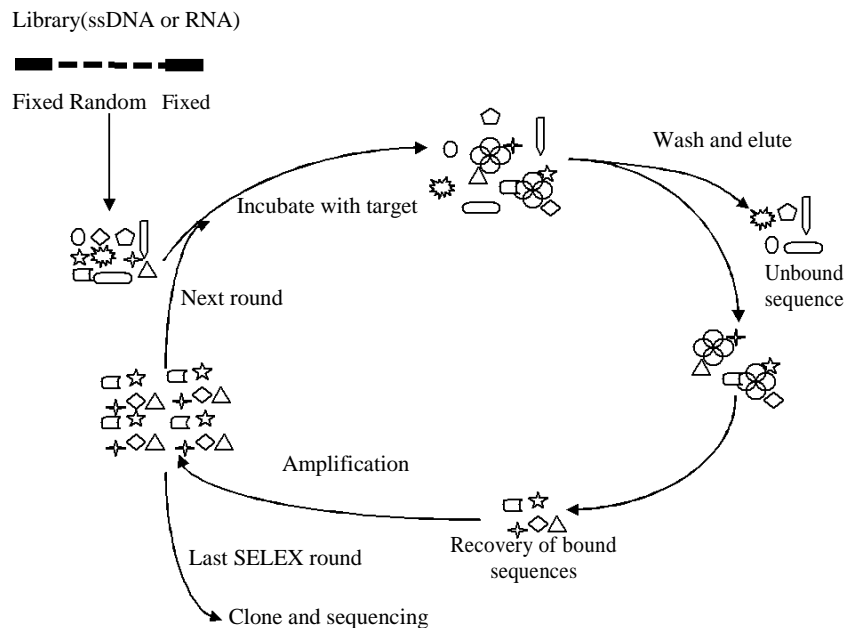 Library(ssDNA or RNA)
Fixed Random Fixed
Wash and elute
Incubate with target
Unbound
sequence
Next round
Amplification
Recovery of bound
sequences
Last SELEX round
Clone and sequencing